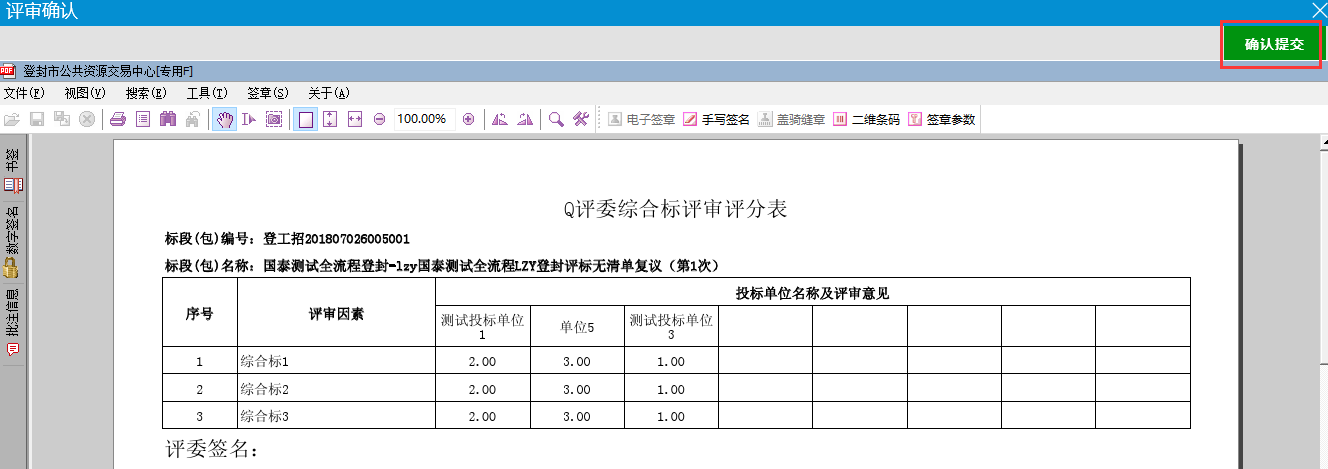 评审确认
确认提交
登封市公共资源交易中心[专用F]
文件(F) 视图(V) 搜索(E) 工具(T) 签章(S) 关于(A)
100.00% 电子签章 手写签名 盖骑缝章 二维条码 签章参数
书签
数字签名
批注信息
Q评委综合标评审评分表
标段(包)编号: 登工招201807026005001
标段(包)名称: 国泰测试全流程登封-lzy国泰测试全流程LZY登封评标无清单复议（第1次）
序号 评审因素 投标单位名称及评审意见
测试投标单位1 单位5 测试投标单位3
1 综合标1 2.00 3.00 1.00
2 综合标2 2.00 3.00 1.00
3 综合标3 2.00 3.00 1.00
评委签名: